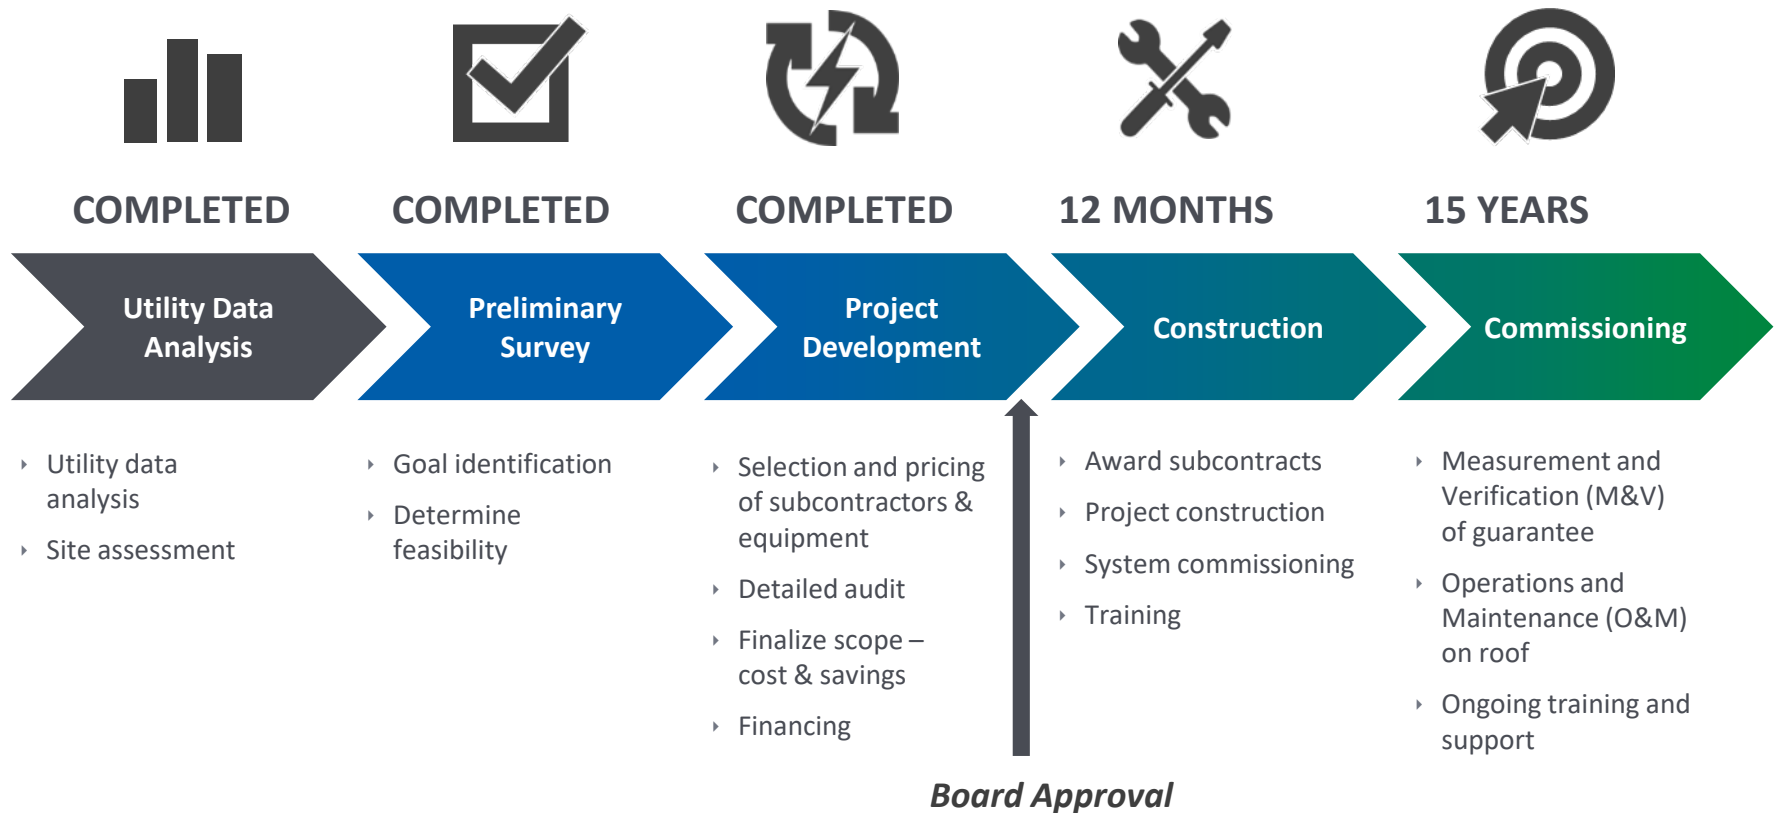 COMPLETED
COMPLETED
COMPLETED
12 MONTHS
15 YEARS
Utility Data
Analysis
Preliminary
Survey
Project
Development
Construction
Commissioning
Utility data
analysis
Site assessment
Goal identification
Determine
feasibility
Selection and pricing
of subcontractors &
equipment
Detailed audit
Finalize scope –
cost & savings
Financing
Award subcontracts
Project construction
System commissioning
Training
Measurement and
Verification (M&V)
of guarantee
Operations and
Maintenance (O&M)
on roof
Ongoing training and
support
Board Approval